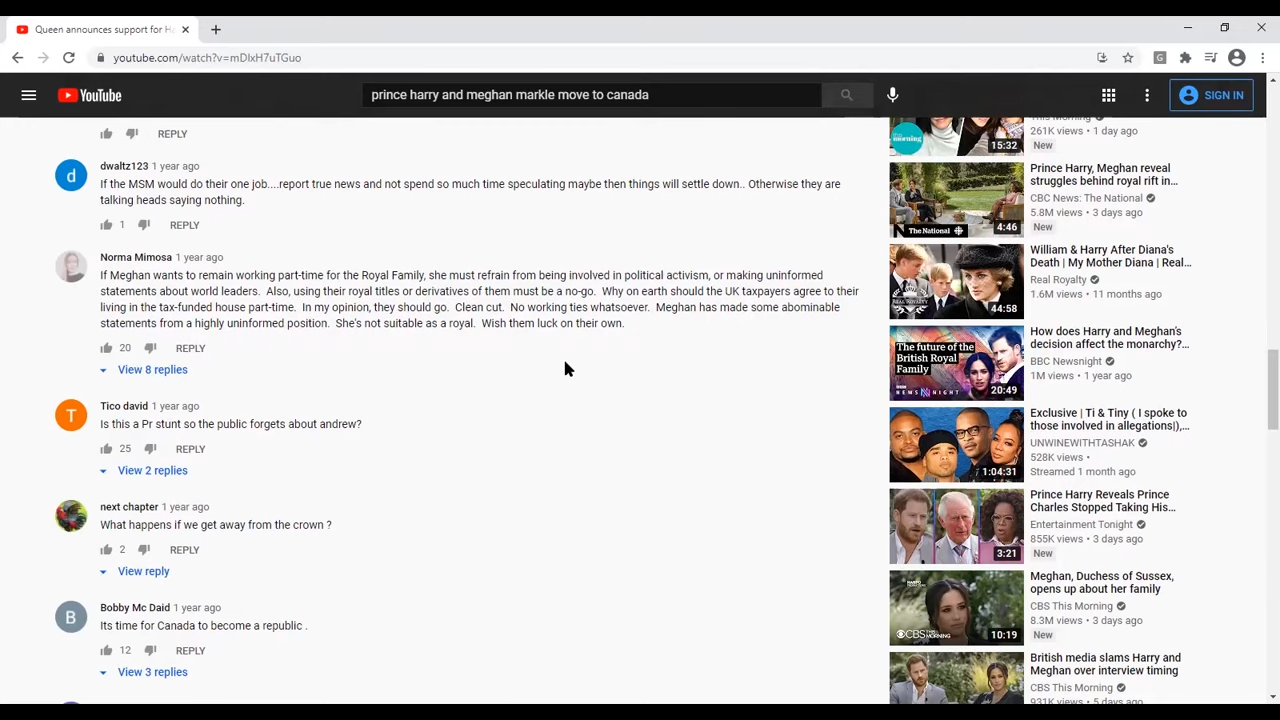 Queen announces support for Ha
youtube.com/watch?v=mDIxH7uTGuo
YouTube
prince harry and meghan markle move to canada
SIGN IN
REPLY
dwaltz123 1 year ago
If the MSM would do their one job....report true news and not spend so much time speculating maybe then things will settle down.. Otherwise they are
talking heads saying nothing.
1 REPLY
Norma Mimosa 1 year ago
If Meghan wants to remain working part-time for the Royal Family, she must refrain from being involved in political activism, or making uninformed
statements about world leaders. Also, using their royal titles or derivatives of them must be a no-go. Why on earth should the UK taxpayers agree to their
living in the tax-funded house part-time. In my opinion, they should go. Clean cut. No working ties whatsoever. Meghan has made some abominable
statements from a highly uninformed position. She's not suitable as a royal. Wish them luck on their own.
20 REPLY
View 8 replies
T
Tico david 1 year ago
Is this a Pr stunt so the public forgets about andrew?
25 REPLY
View 2 replies
next chapter 1 year ago
What happens if we get away from the crown ?
2 REPLY
View reply
B
Bobby Mc Daid 1 year ago
Its time for Canada to become a republic .
12 REPLY
View 3 replies
This Morning
261K views • 1 day ago
New
morning
15:32
Prince Harry, Meghan reveal
struggles behind royal rift in...
CBC News: The National
5.8M views • 3 days ago
New
The National
4:46
William & Harry After Diana's
Death | My Mother Diana | Real...
Real Royalty
1.6M views • 11 months ago
REAL ROYALTY
44:58
How does Harry and Meghan's
decision affect the monarchy?...
BBC Newsnight
1M views • 1 year ago
The future of the
British Royal
Family
NEWSNIGHT
20:49
Exclusive | Ti & Tiny ( I spoke to
those involved in allegations|),...
UNWINEWITHTASHAK
528K views •
Streamed 1 month ago
1:04:31
Prince Harry Reveals Prince
Charles Stopped Taking His...
Entertainment Tonight
855K views • 3 days ago
New
3:21
Meghan, Duchess of Sussex,
opens up about her family
CBS This Morning
8.3M views • 3 days ago
New
CBS THIS MORNING
10:19
British media slams Harry and
Meghan over interview timing
CBS This Morning
931K views • 5 days ago